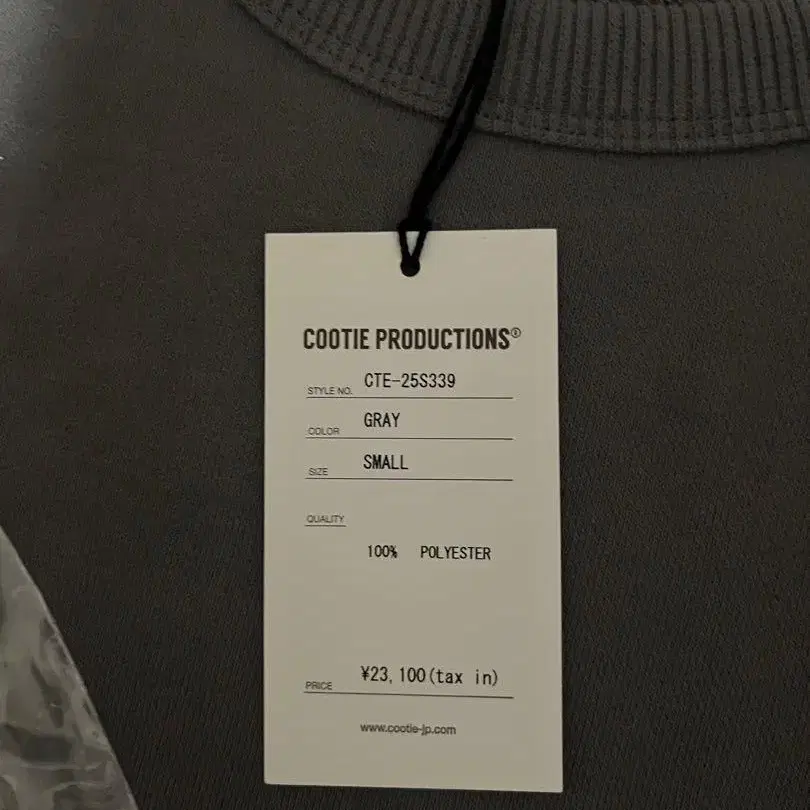 COOTIE PRODUCTIONS®
STYLE NO. CTE-25S339
COLOR GRAY
SIZE SMALL
QUALITY
100% POLYESTER
PRICE ¥23,100(tax in)
www.cootie-jp.com